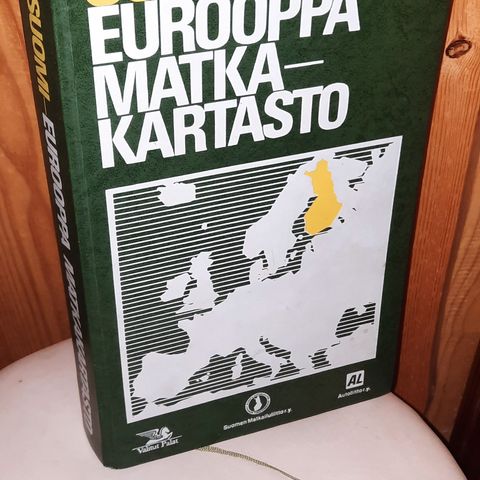 EUROOPPA
MATKA—
KARTASTO
SUOMI—EUROOPPA MATKAKARTASTO
Valitut Palat
Suomen Matkailuliitto r.y.
AL
Autoliitto r.y.